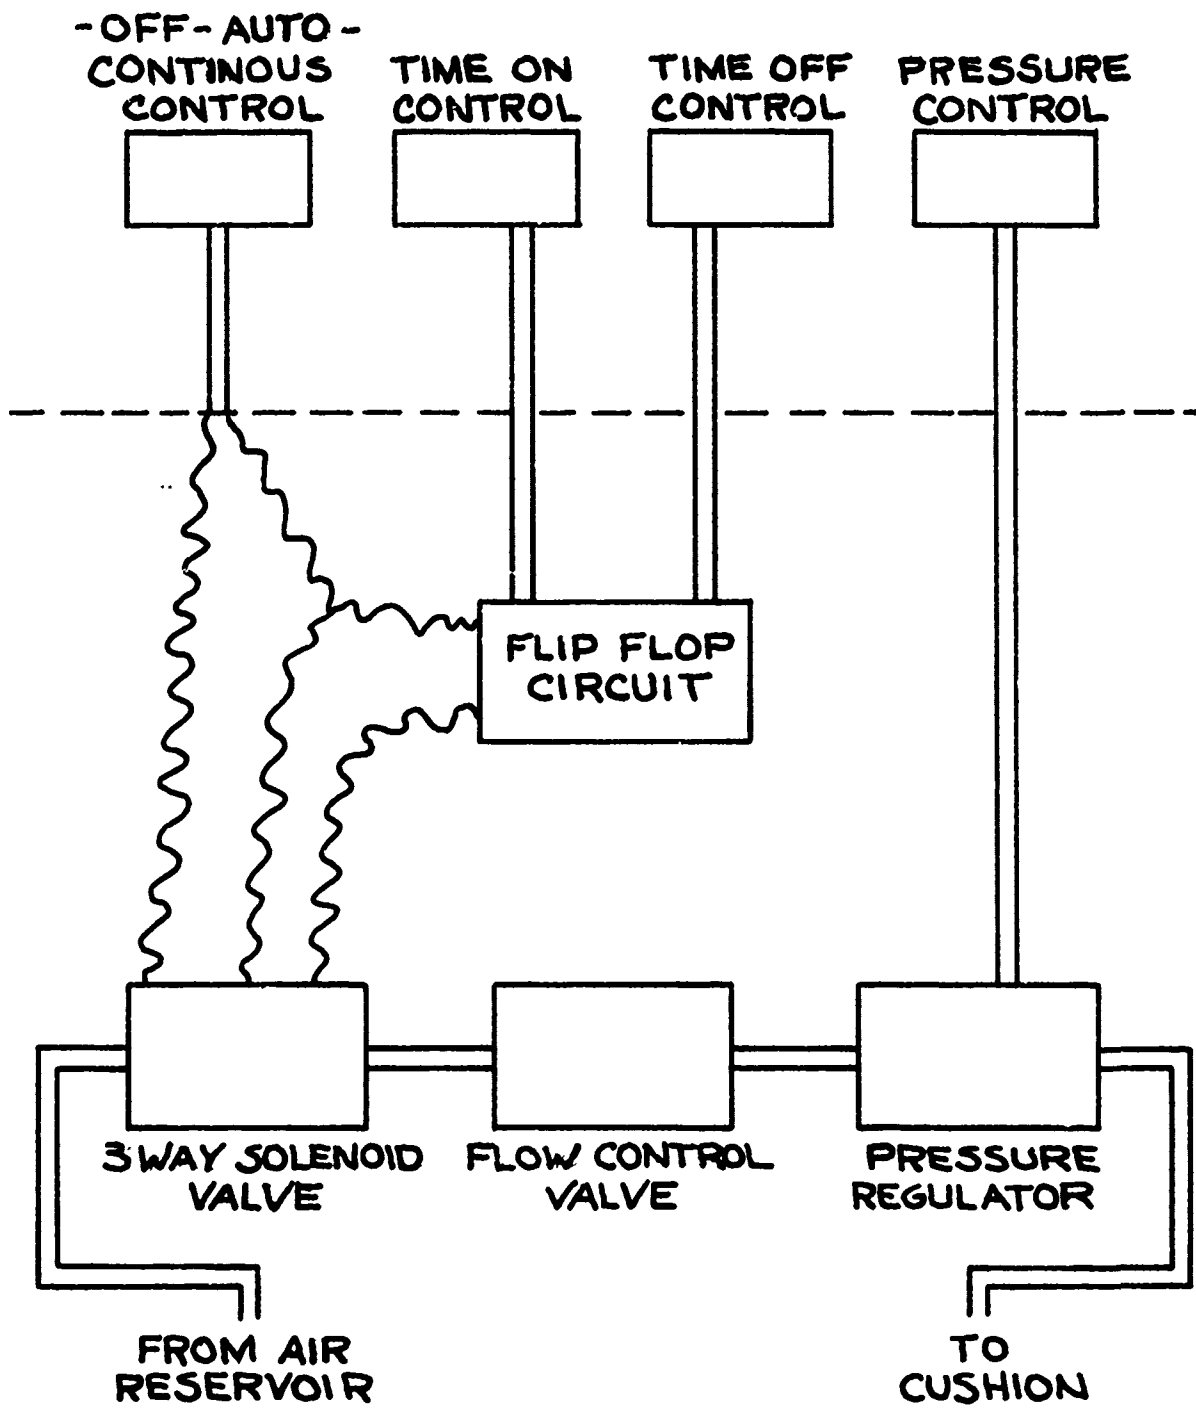 -OFF-AUTO-
CONTINOUS
CONTROL
TIME ON
CONTROL
TIME OFF
CONTROL
PRESSURE
CONTROL
FLIP FLOP
CIRCUIT
3 WAY SOLENOID
VALVE
FLOW CONTROL
VALVE
PRESSURE
REGULATOR
FROM AIR
RESERVOIR
TO
CUSHION